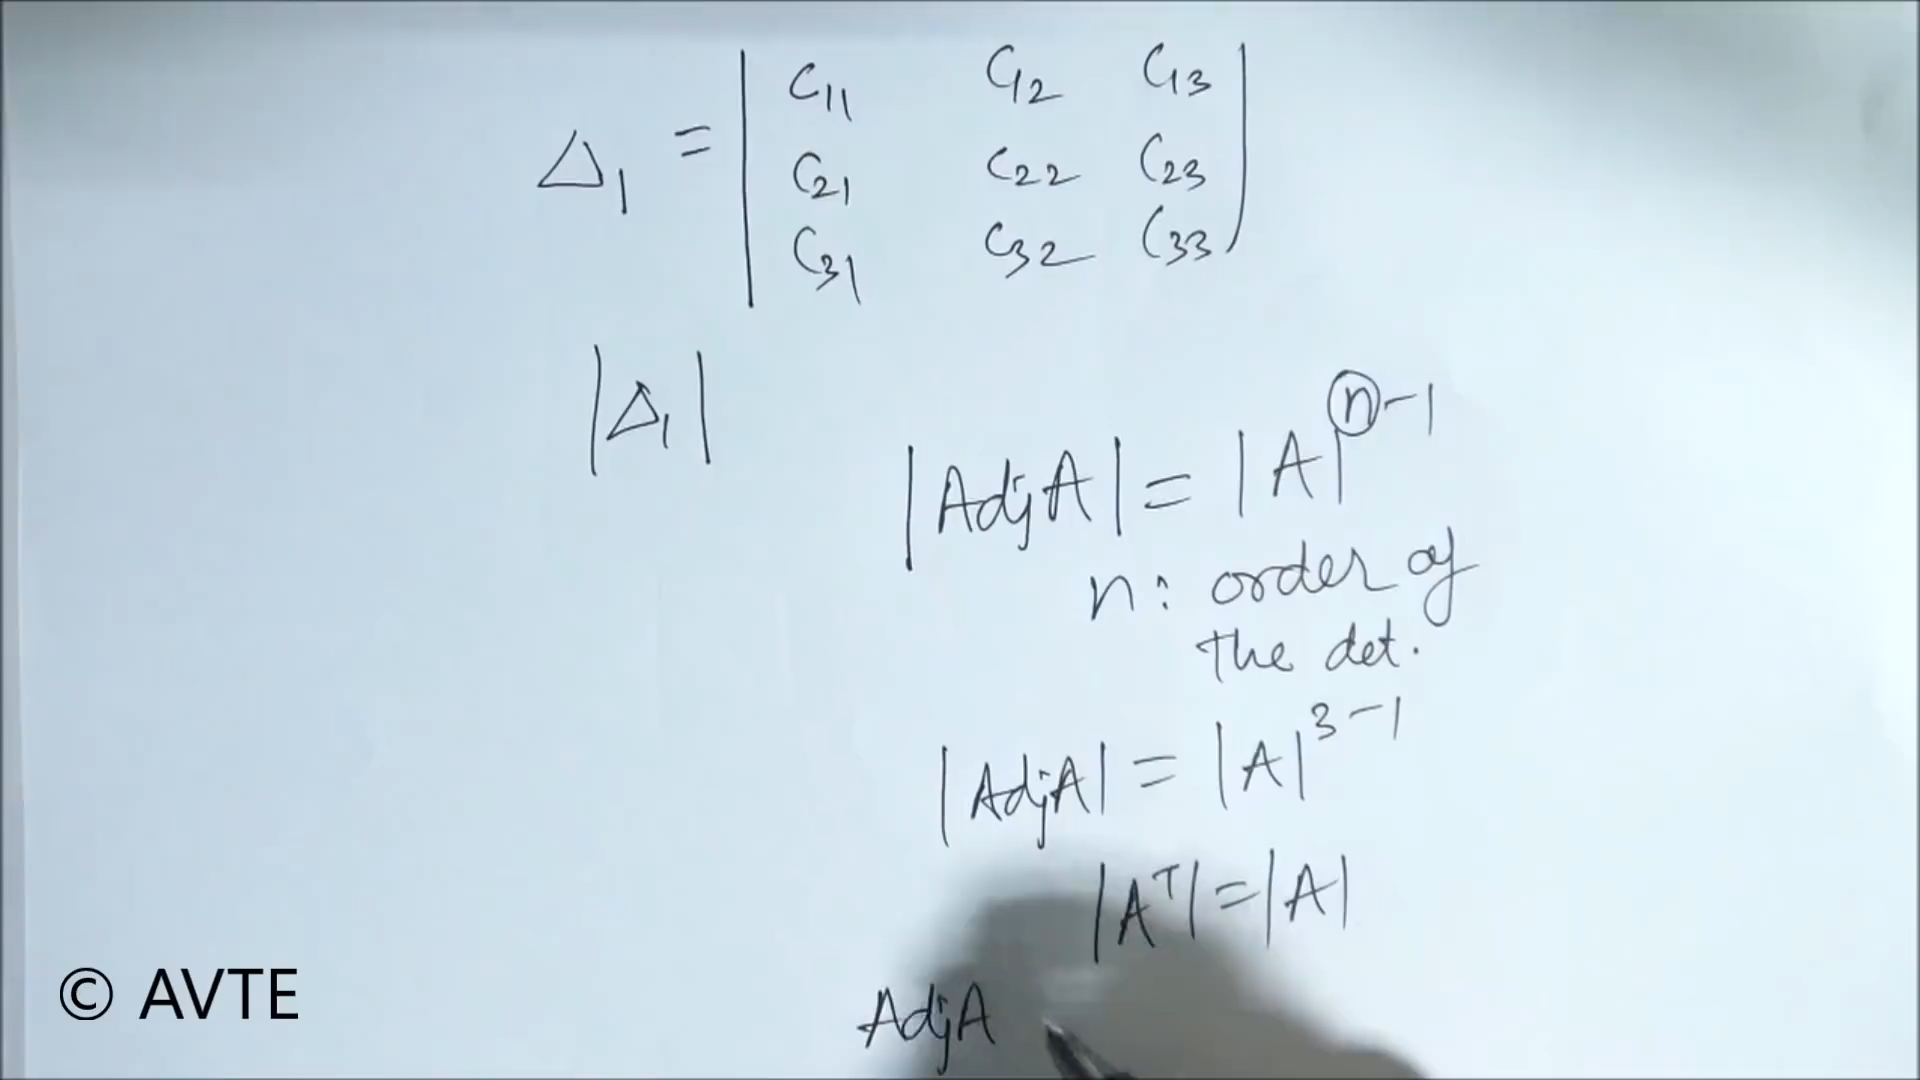 Δ₁ = | C₁₁ C₁₂ C₁₃ |
| C₂₁ C₂₂ C₂₃ |
| C₃₁ C₃₂ C₃₃ |
|Δ₁|
|AdjA| = |A|ⁿ⁻¹
n: order of
the det.
|AdjA| = |A|³⁻¹
|Aᵀ| = |A|
AdjA
© AVTE